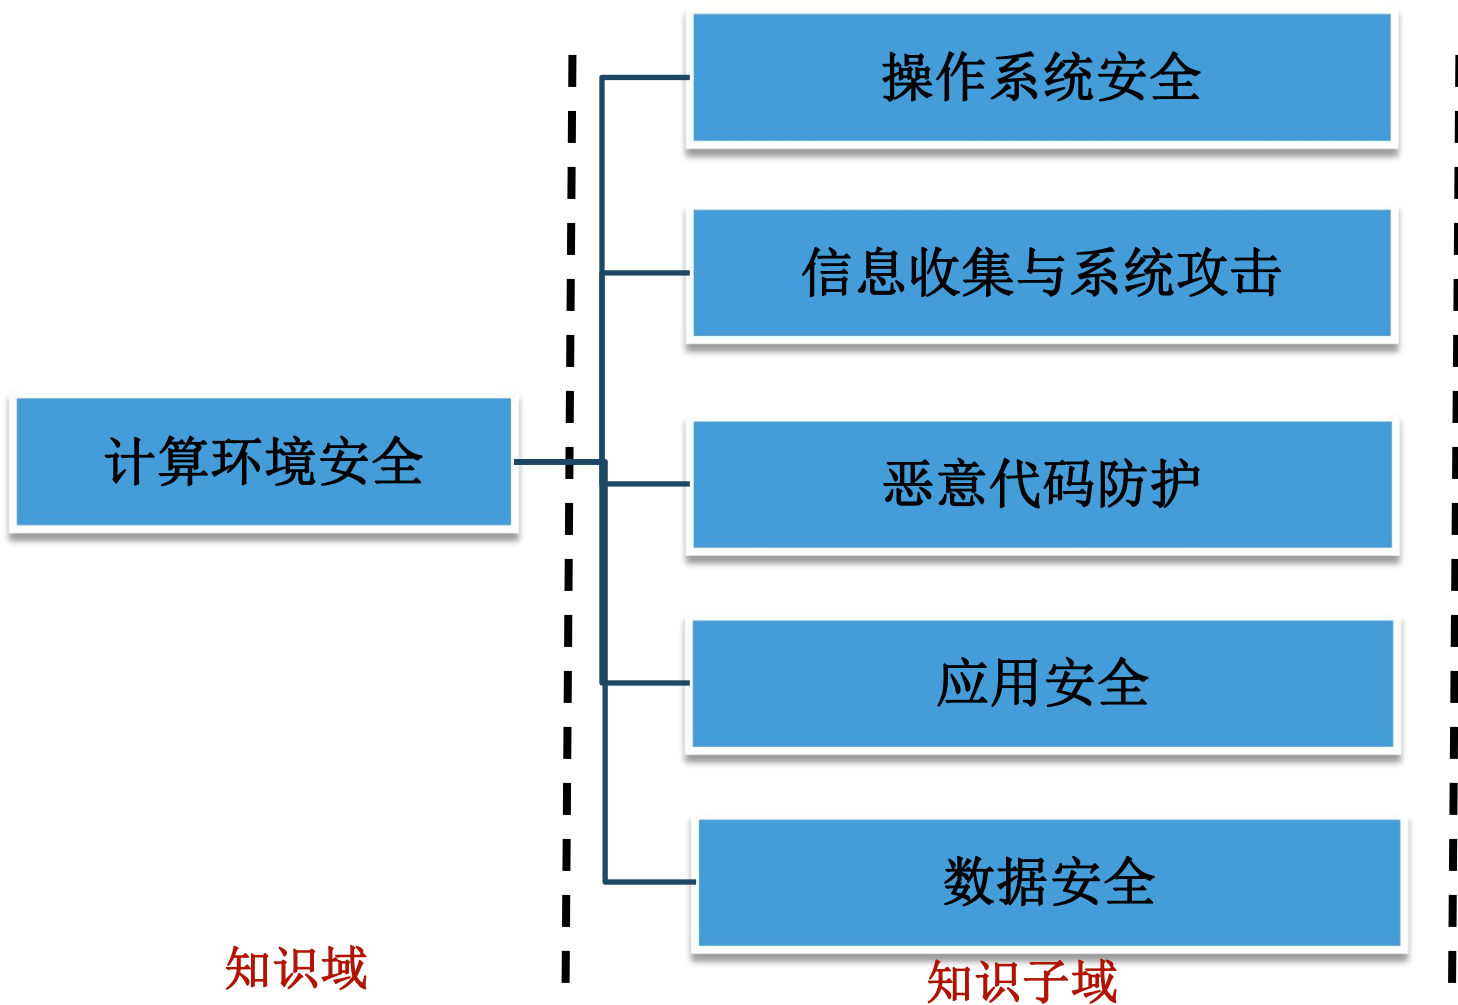 操作系统安全
信息收集与系统攻击
计算环境安全
恶意代码防护
应用安全
数据安全
知识域
知识子域